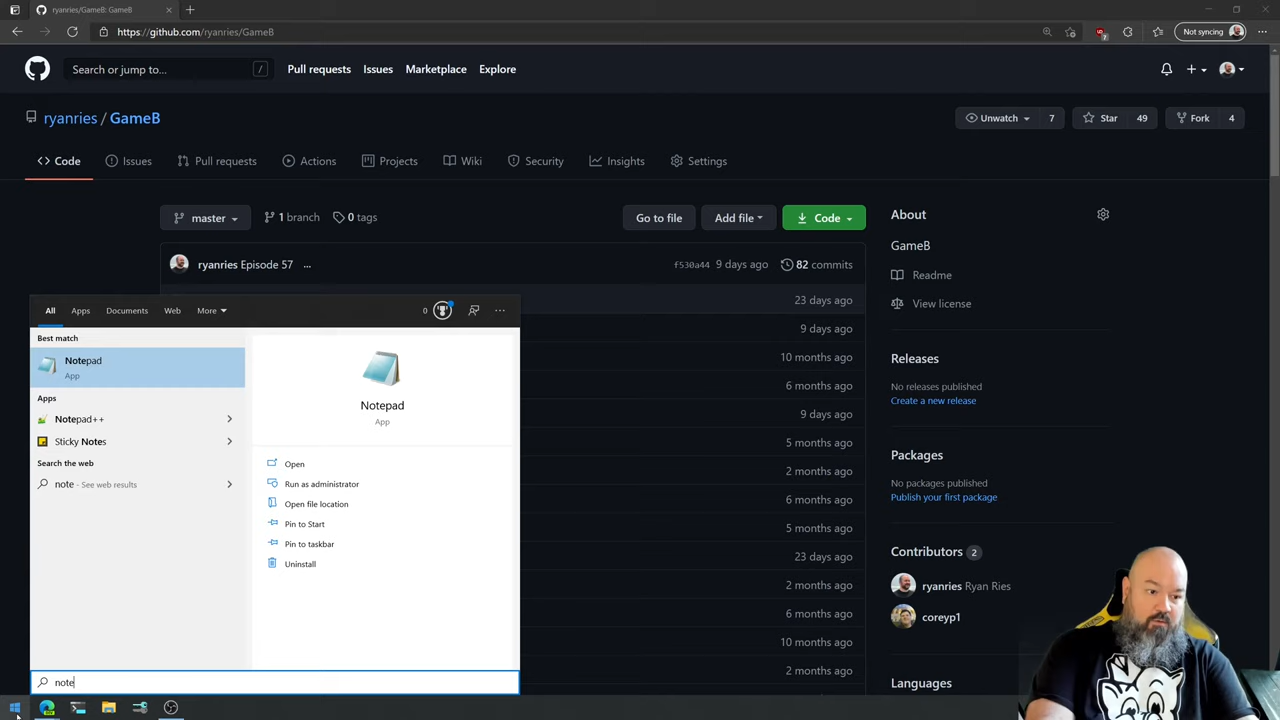 ryanries/GameB: GameB
https://github.com/ryanries/GameB
Not syncing
Search or jump to...
/
Pull requests
Issues
Marketplace
Explore
ryanries / GameB
Unwatch 7
Star 49
Fork 4
Code
Issues
Pull requests
Actions
Projects
Wiki
Security
Insights
Settings
master
1 branch
0 tags
Go to file
Add file
Code
About
GameB
Readme
View license
ryanries Episode 57 ...
f530a44 9 days ago
82 commits
23 days ago
9 days ago
10 months ago
6 months ago
9 days ago
5 months ago
2 months ago
6 months ago
5 months ago
23 days ago
2 months ago
6 months ago
10 months ago
2 months ago
Releases
No releases published
Create a new release
Packages
No packages published
Publish your first package
Contributors 2
ryanries Ryan Ries
coreyp1
Languages
All
Apps
Documents
Web
More
0
...
Best match
Notepad
App
Apps
Notepad++
Sticky Notes
Search the web
note - See web results
Notepad
App
Open
Run as administrator
Open file location
Pin to Start
Pin to taskbar
Uninstall
note